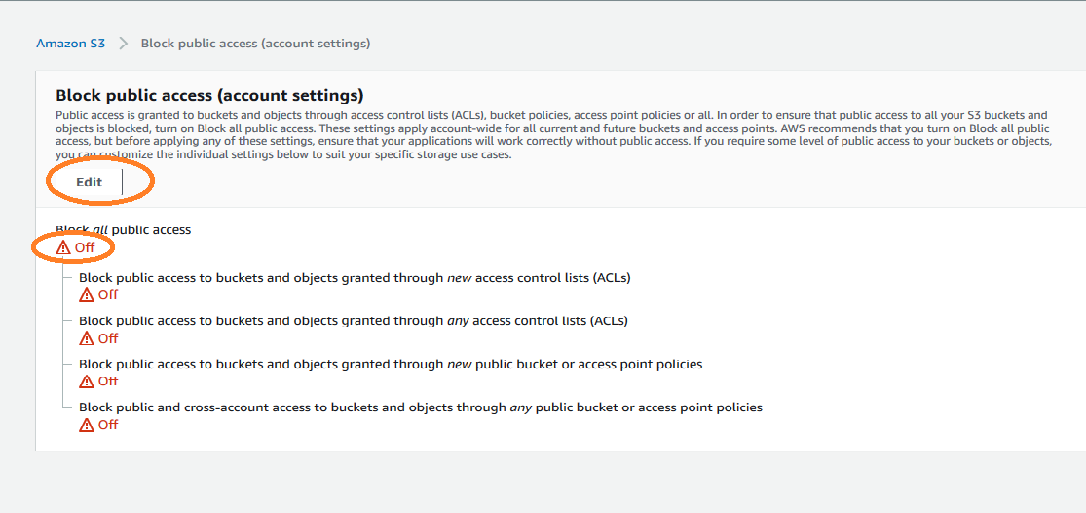 Amazon S3 > Block public access (account settings)
Block public access (account settings)
Public access is granted to buckets and objects through access control lists (ACLs), bucket policies, access point policies or all. In order to ensure that public access to all your S3 buckets and
objects is blocked, turn on Block all public access. These settings apply account-wide for all current and future buckets and access points. AWS recommends that you turn on Block all public
access, but before applying any of these settings, ensure that your applications will work correctly without public access. If you require some level of public access to your buckets or objects,
you can customize the individual settings below to suit your specific storage use cases.
Edit
Block all public access
Off
Block public access to buckets and objects granted through new access control lists (ACLs)
Off
Block public access to buckets and objects granted through any access control lists (ACLs)
Off
Block public access to buckets and objects granted through new public bucket or access point policies
Off
Block public and cross-account access to buckets and objects through any public bucket or access point policies
Off